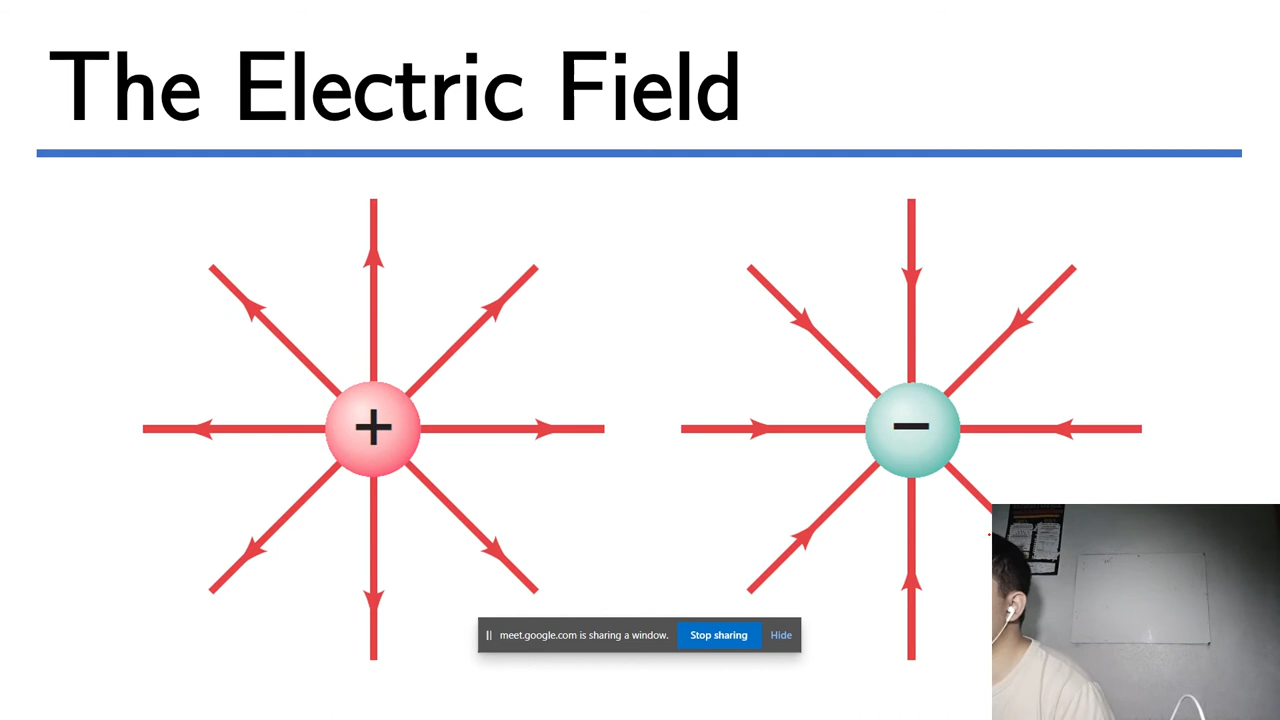 The Electric Field
+
−
meet.google.com is sharing a window. Stop sharing Hide